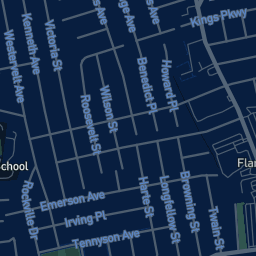 Kings Pkwy
Westervelt Ave
Kennath Ave
Victoria St
Benedict Pl
Howard Pl
Roosevelt St
Wilson St
School
Flan
Rockville Dr
Emerson Ave
Irving Pl
Tennyson Ave
Harte St
Longfellow St
Browning St
Twain St